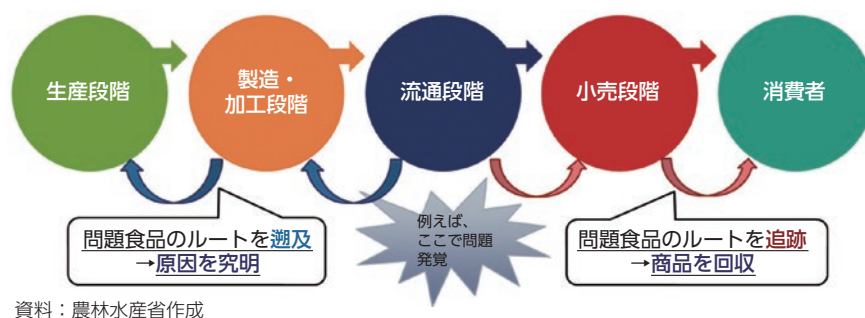 生産段階
製造・
加工段階
流通段階
小売段階
消費者
問題食品のルートを遡及
→原因を究明
例えば、
ここで問題
発覚
問題食品のルートを追跡
→商品を回収
資料：農林水産省作成